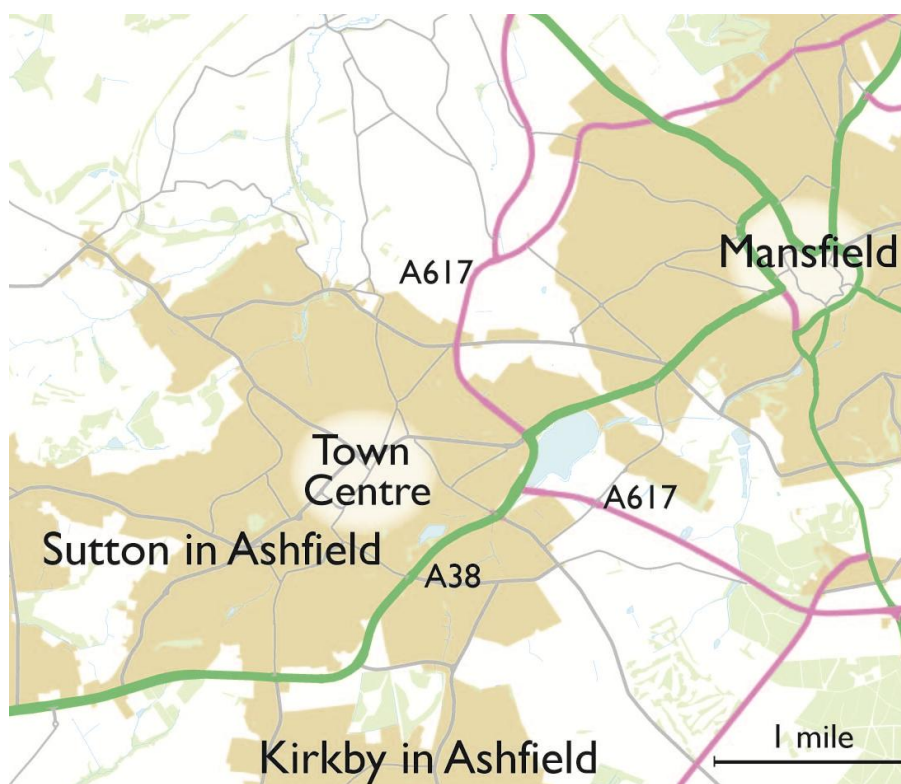 Mansfield
A617
Town
Centre
A617
Sutton in Ashfield
A38
1 mile
Kirkby in Ashfield